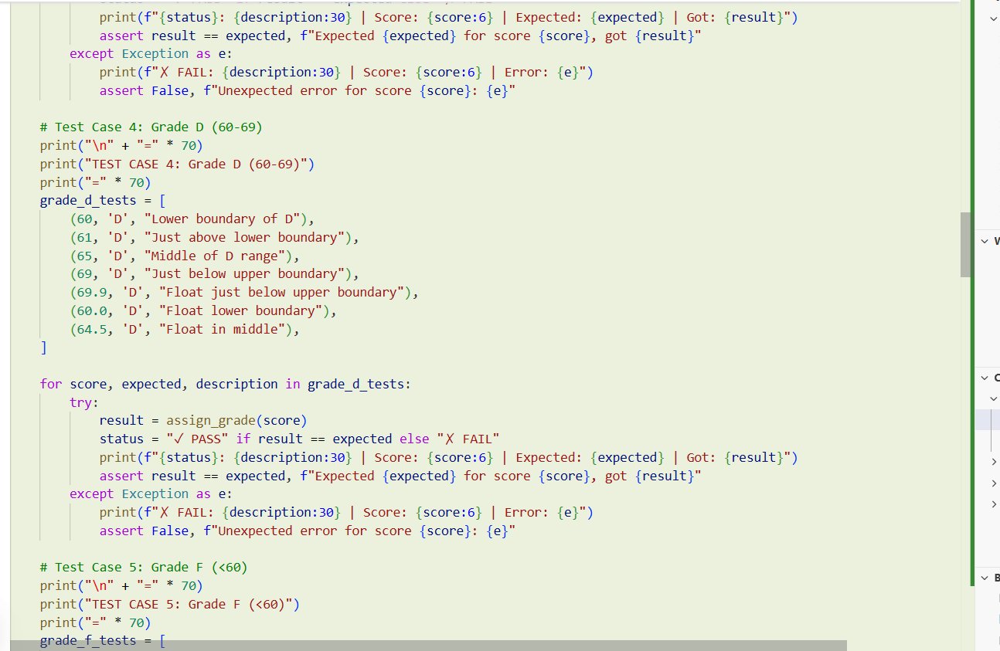 print(f"{status}: {description:30} | Score: {score:6} | Expected: {expected} | Got: {result}")
assert result == expected, f"Expected {expected} for score {score}, got {result}"
except Exception as e:
print(f"✗ FAIL: {description:30} | Score: {score:6} | Error: {e}")
assert False, f"Unexpected error for score {score}: {e}"
# Test Case 4: Grade D (60-69)
print("\n" + "=" * 70)
print("TEST CASE 4: Grade D (60-69)")
print("=" * 70)
grade_d_tests = [
(60, 'D', "Lower boundary of D"),
(61, 'D', "Just above lower boundary"),
(65, 'D', "Middle of D range"),
(69, 'D', "Just below upper boundary"),
(69.9, 'D', "Float just below upper boundary"),
(60.0, 'D', "Float lower boundary"),
(64.5, 'D', "Float in middle"),
]
for score, expected, description in grade_d_tests:
try:
result = assign_grade(score)
status = "✓ PASS" if result == expected else "✗ FAIL"
print(f"{status}: {description:30} | Score: {score:6} | Expected: {expected} | Got: {result}")
assert result == expected, f"Expected {expected} for score {score}, got {result}"
except Exception as e:
print(f"✗ FAIL: {description:30} | Score: {score:6} | Error: {e}")
assert False, f"Unexpected error for score {score}: {e}"
# Test Case 5: Grade F (<60)
print("\n" + "=" * 70)
print("TEST CASE 5: Grade F (<60)")
print("=" * 70)
grade_f_tests = [